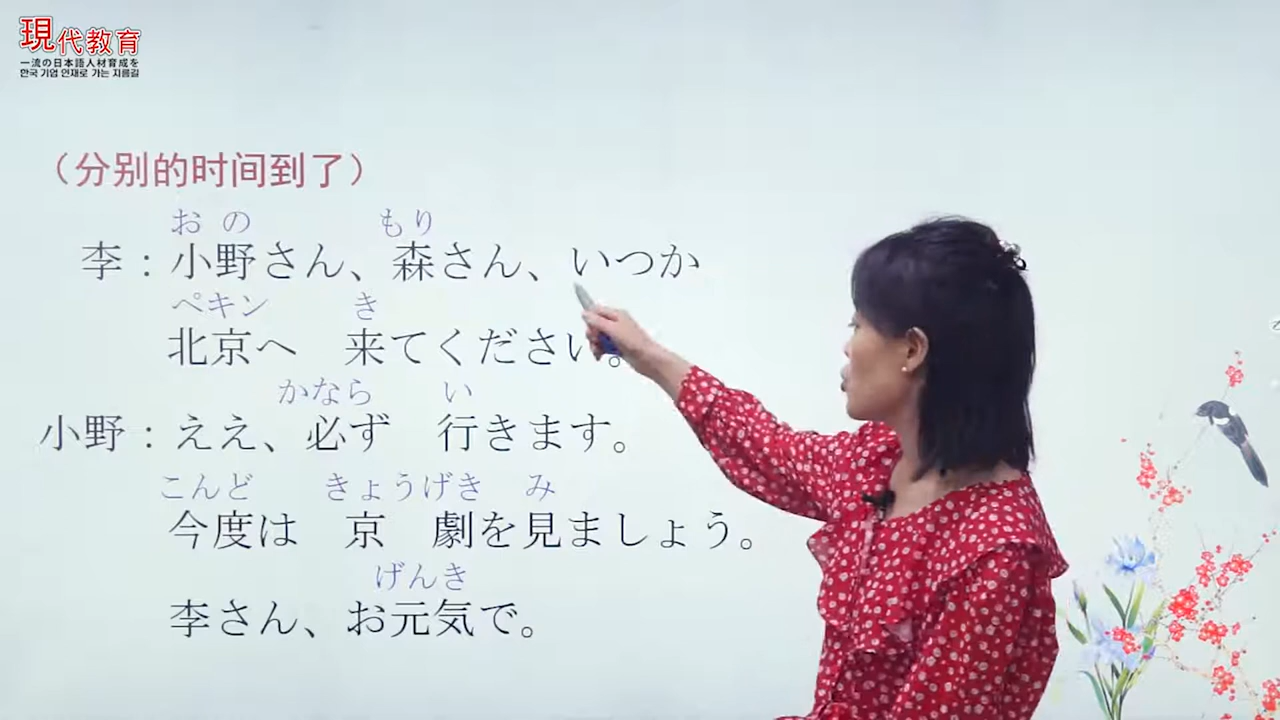 現代教育
一流の日本語人材育成を
한국 기업 인재로 가는 지름길
（分别的时间到了）
おの もり
李：小野さん、森さん、いつか
ペキン き
北京へ 来てください。
かなら い
小野：ええ、必ず 行きます。
こんど きょうげき み
今度は 京 劇を見ましょう。
げんき
李さん、お元気で。